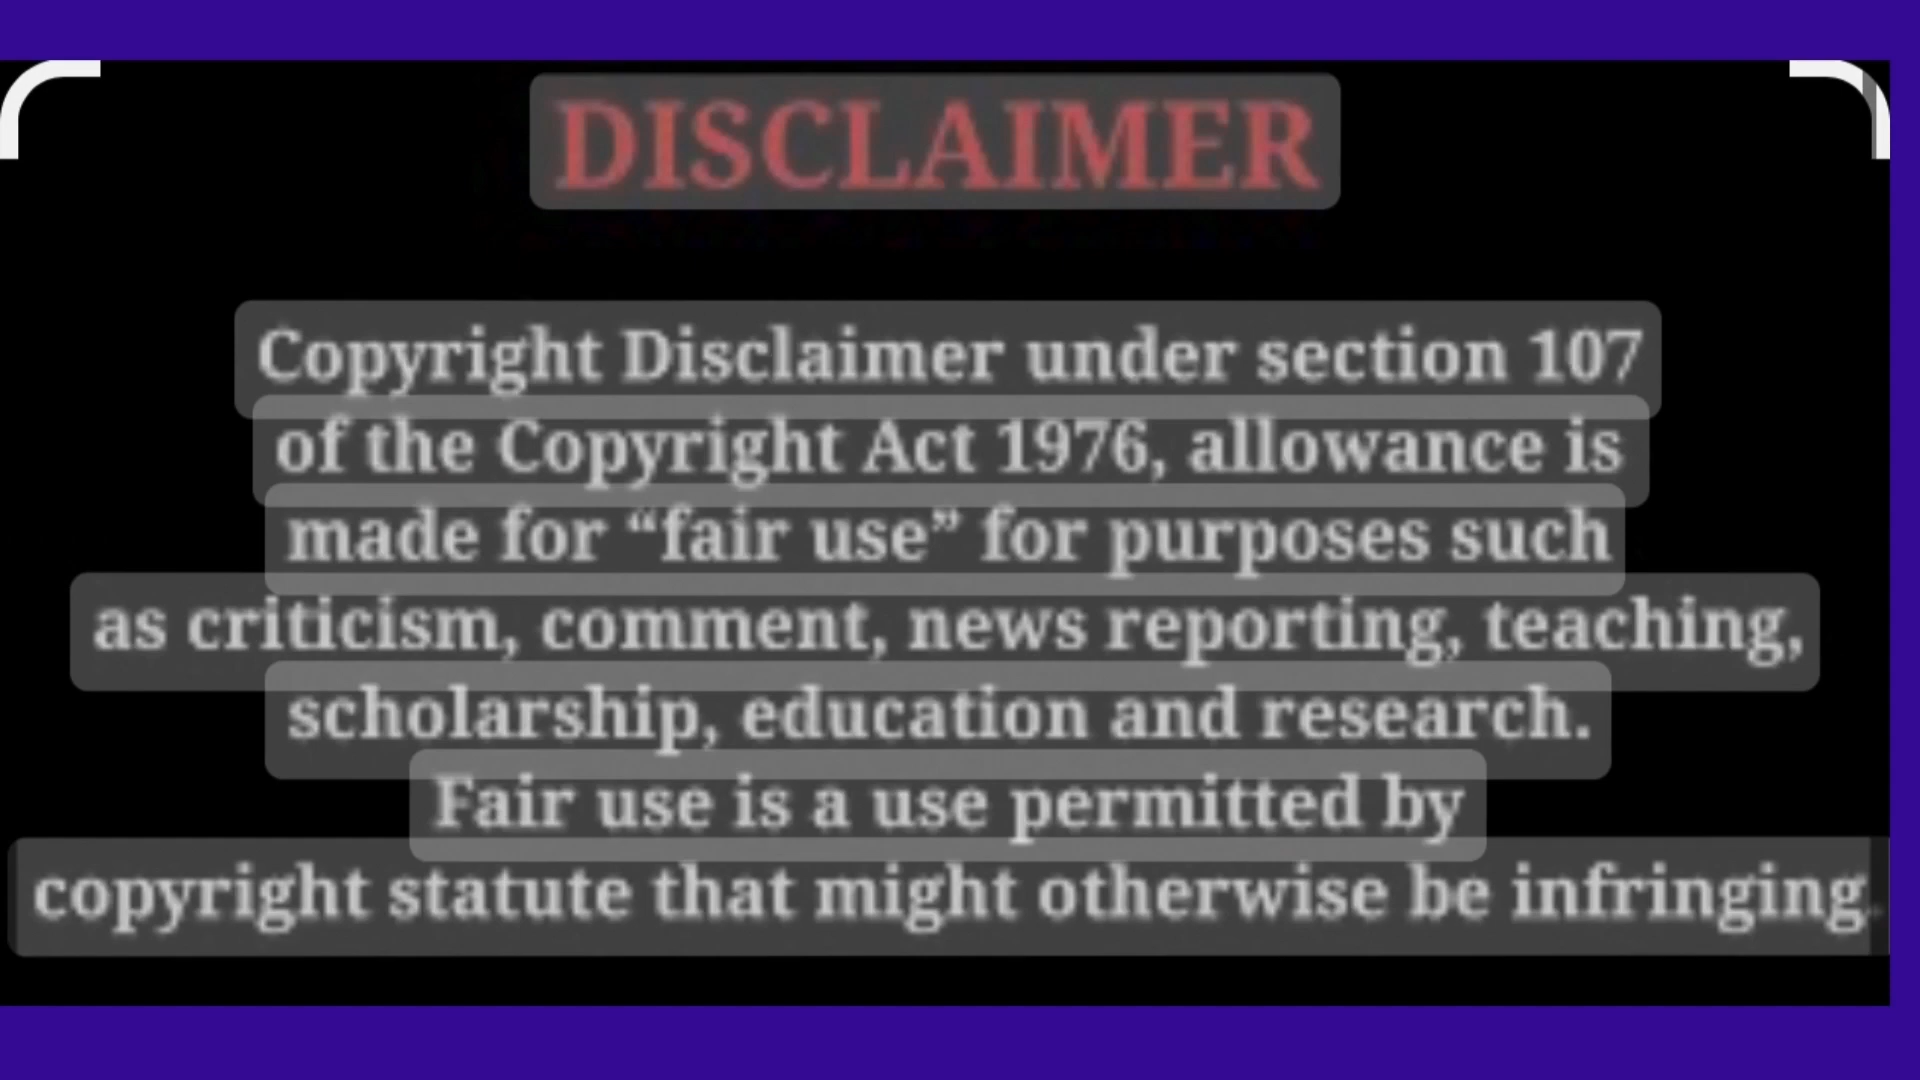 DISCLAIMER
Copyright Disclaimer under section 107
of the Copyright Act 1976, allowance is
made for “fair use” for purposes such
as criticism, comment, news reporting, teaching,
scholarship, education and research.
Fair use is a use permitted by
copyright statute that might otherwise be infringing.